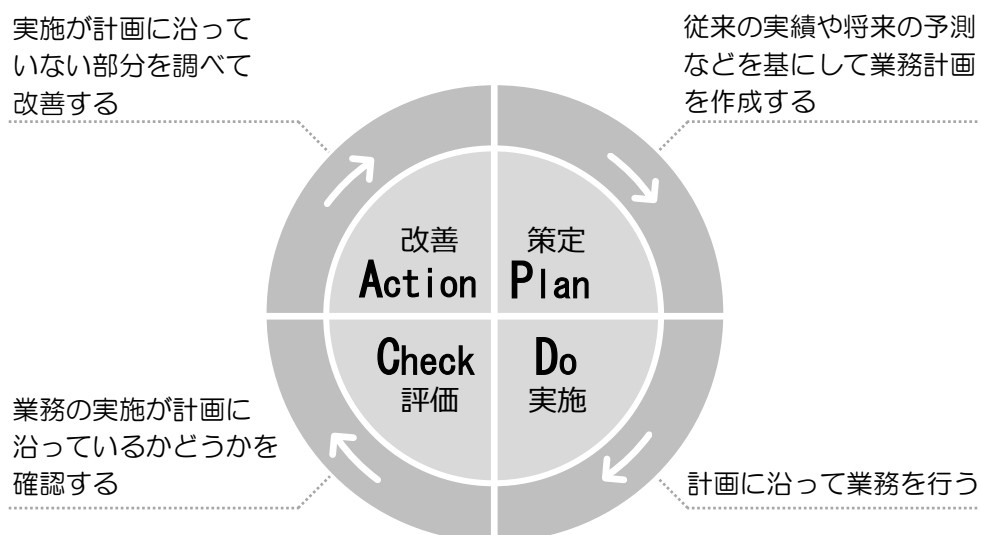 実施が計画に沿って
いない部分を調べて
改善する
従来の実績や将来の予測
などを基にして業務計画
を作成する
改善
Action
策定
Plan
Check
評価
Do
実施
業務の実施が計画に
沿っているかどうかを
確認する
計画に沿って業務を行う